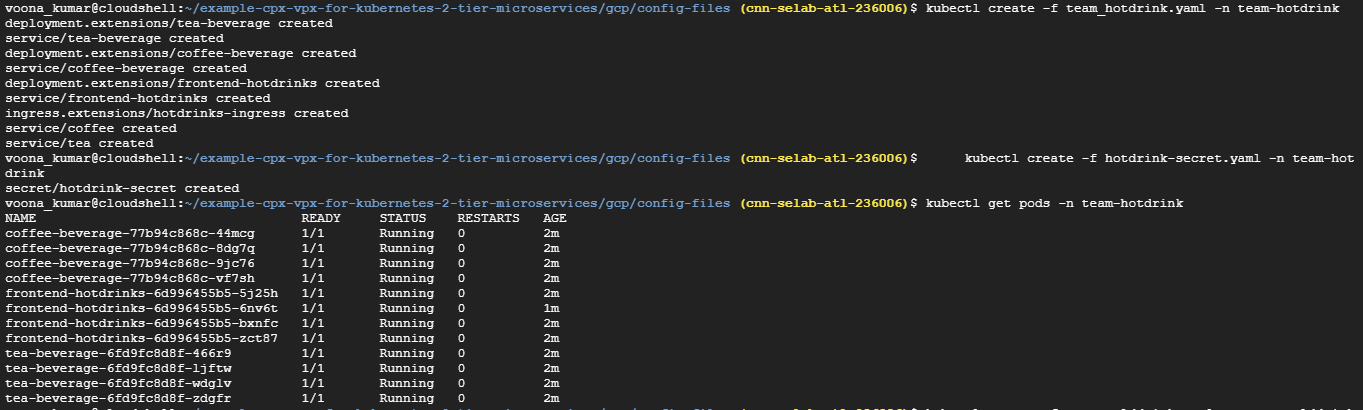 voona_kumar@cloudshell:~/example-cpx-vpx-for-kubernetes-2-tier-microservices/gcp/config-files (cnn-selab-atl-236006)$ kubectl create -f team_hotdrink.yaml -n team-hotdrink
deployment.extensions/tea-beverage created
service/tea-beverage created
deployment.extensions/coffee-beverage created
service/coffee-beverage created
deployment.extensions/frontend-hotdrinks created
service/frontend-hotdrinks created
ingress.extensions/hotdrinks-ingress created
service/coffee created
service/tea created
voona_kumar@cloudshell:~/example-cpx-vpx-for-kubernetes-2-tier-microservices/gcp/config-files (cnn-selab-atl-236006)$ kubectl create -f hotdrink-secret.yaml -n team-hot
drink
secret/hotdrink-secret created
voona_kumar@cloudshell:~/example-cpx-vpx-for-kubernetes-2-tier-microservices/gcp/config-files (cnn-selab-atl-236006)$ kubectl get pods -n team-hotdrink
NAME READY STATUS RESTARTS AGE
coffee-beverage-77b94c868c-44mcg 1/1 Running 0 2m
coffee-beverage-77b94c868c-8dg7q 1/1 Running 0 2m
coffee-beverage-77b94c868c-9jc76 1/1 Running 0 2m
coffee-beverage-77b94c868c-vf7sh 1/1 Running 0 2m
frontend-hotdrinks-6d996455b5-5j25h 1/1 Running 0 2m
frontend-hotdrinks-6d996455b5-6nv6t 1/1 Running 0 1m
frontend-hotdrinks-6d996455b5-bxnfc 1/1 Running 0 2m
frontend-hotdrinks-6d996455b5-zct87 1/1 Running 0 2m
tea-beverage-6fd9fc8d8f-466r9 1/1 Running 0 2m
tea-beverage-6fd9fc8d8f-ljftw 1/1 Running 0 2m
tea-beverage-6fd9fc8d8f-wdglv 1/1 Running 0 2m
tea-beverage-6fd9fc8d8f-zdgfr 1/1 Running 0 2m